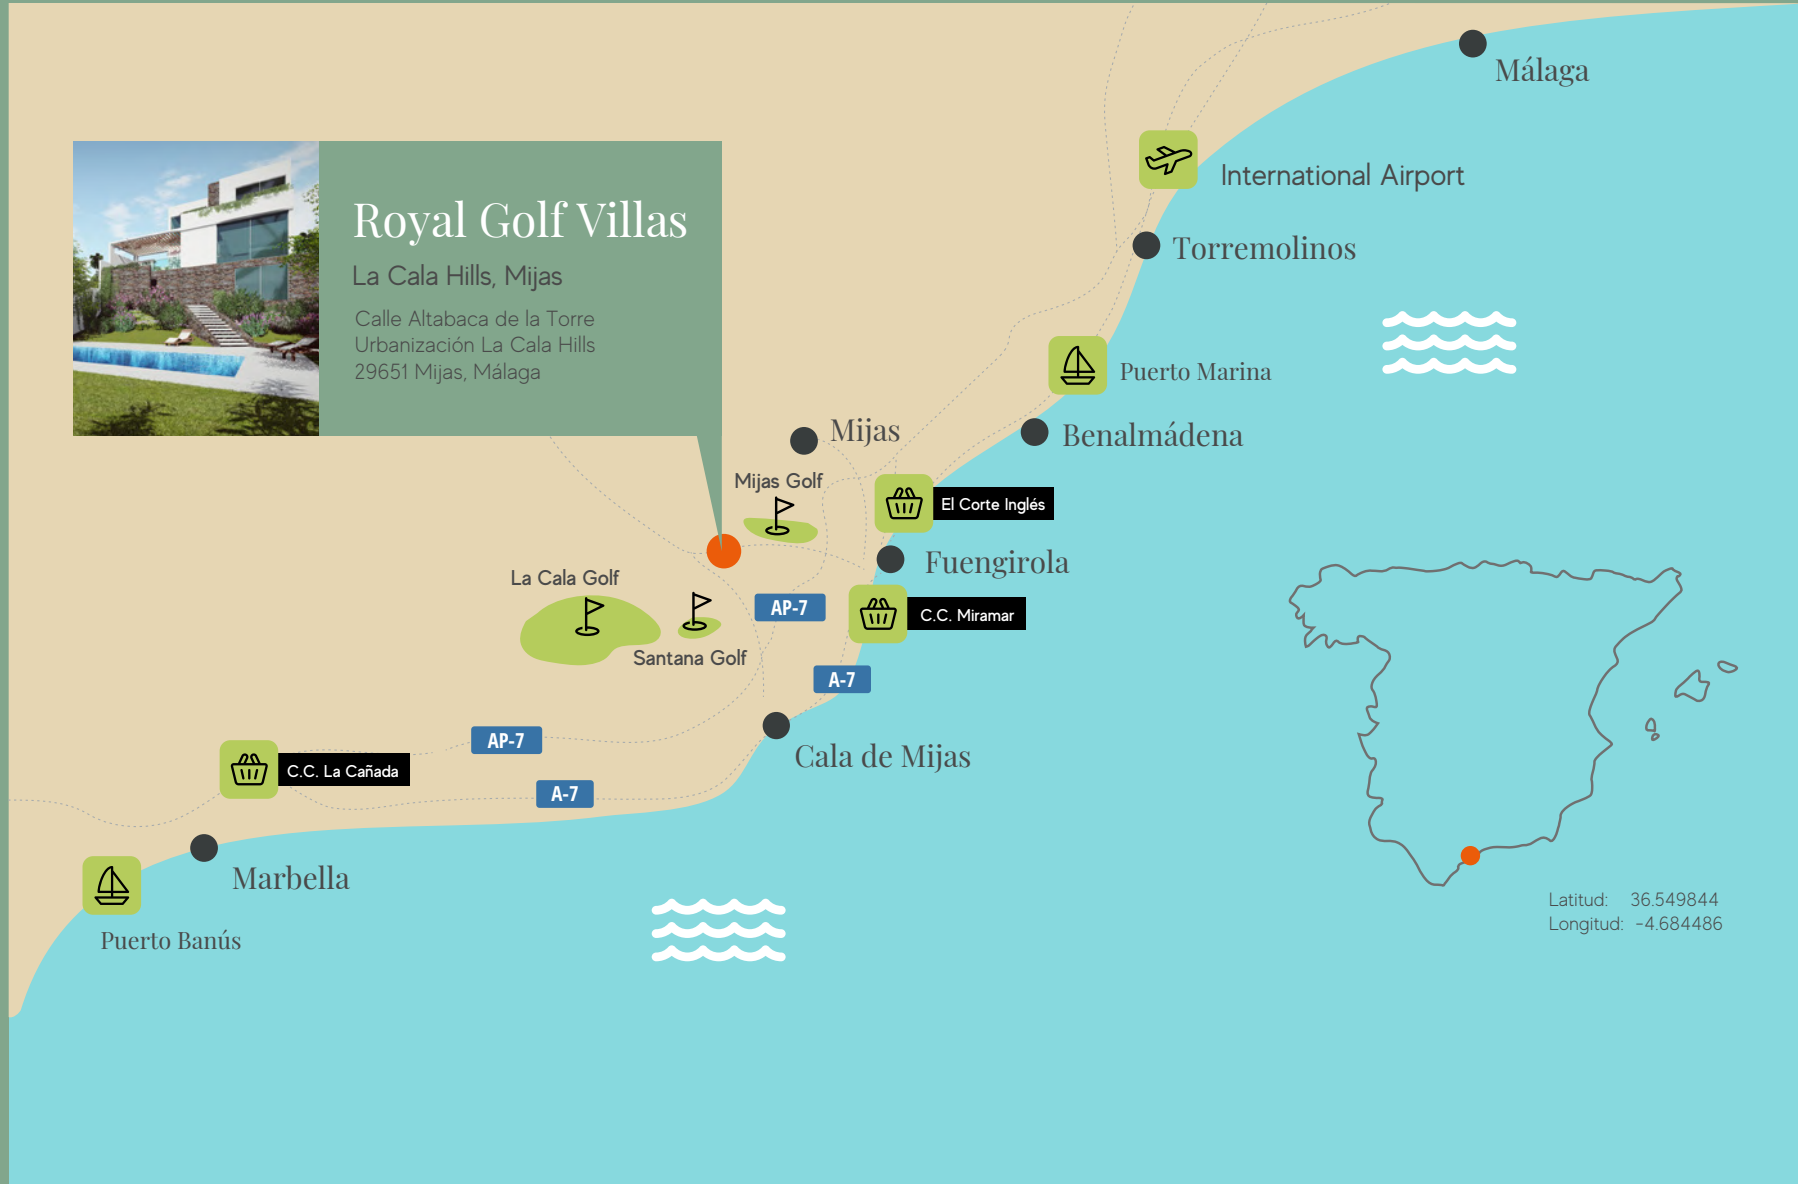 Málaga
International Airport
Royal Golf Villas
La Cala Hills, Mijas
Calle Altabaca de la Torre
Urbanización La Cala Hills
29651 Mijas, Málaga
Torremolinos
Puerto Marina
Mijas
Benalmádena
Mijas Golf
El Corte Inglés
Fuengirola
La Cala Golf
AP-7
C.C. Miramar
Santana Golf
A-7
AP-7
Cala de Mijas
C.C. La Cañada
A-7
Marbella
Puerto Banús
Latitud: 36.549844
Longitud: -4.684486